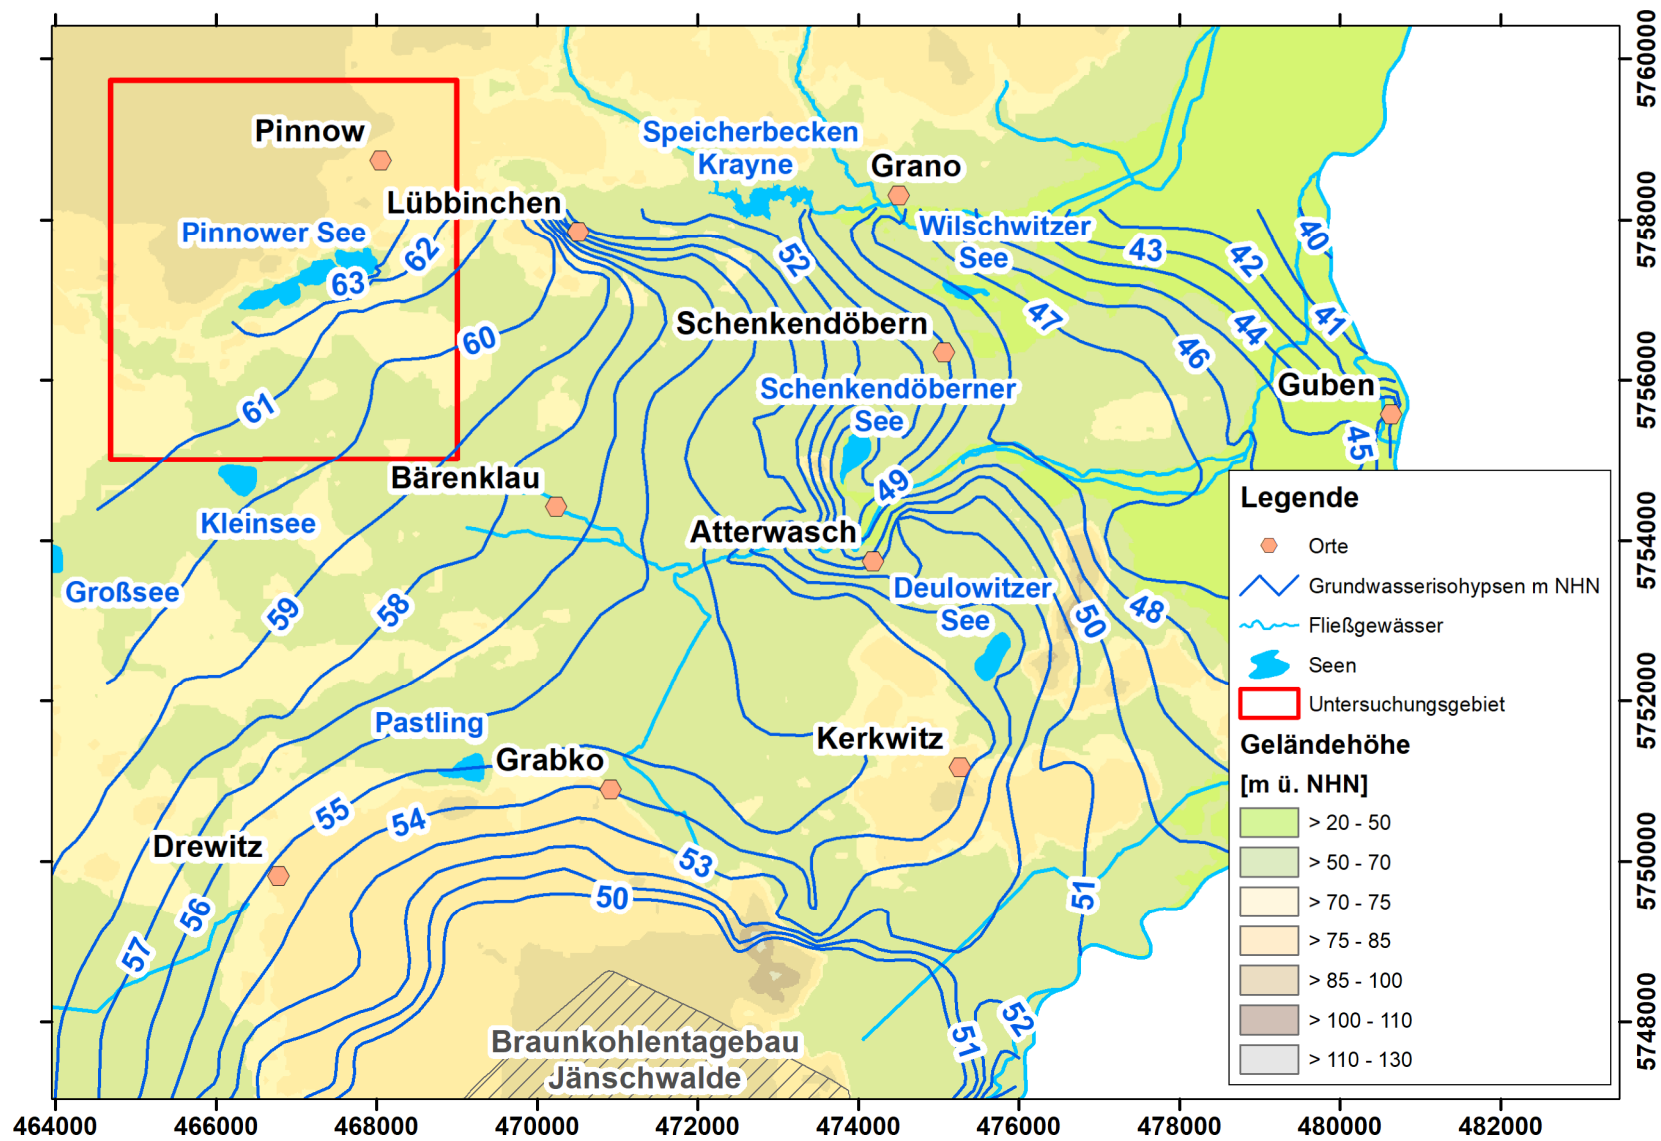 Pinnow
Speicherbecken
Krayne
Grano
Lübbinchen
Pinnower See
62
63
52
Wilschwitzer
See
43
42
40
41
47
44
46
60
Schenkendöbern
Schenkendöberner
See
Guben
45
61
Bärenklau
49
Kleinsee
Atterwasch
Großsee
59
58
Deulowitzer
See
50
48
Pastling
Grabko
Kerkwitz
55
54
Drewitz
53
50
51
56
57
52
51
Braunkohlentagebau
Jänschwalde
Legende
Orte
Grundwasserisohypsen m NHN
Fließgewässer
Seen
Untersuchungsgebiet
Geländehöhe
[m ü. NHN]
> 20 - 50
> 50 - 70
> 70 - 75
> 75 - 85
> 85 - 100
> 100 - 110
> 110 - 130
5760000
5758000
5756000
5754000
5752000
5750000
5748000
464000 466000 468000 470000 472000 474000 476000 478000 480000 482000